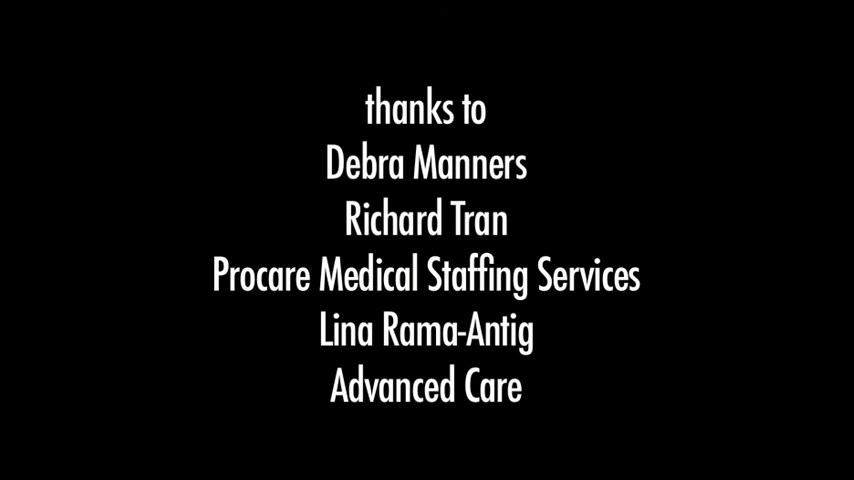 thanks to
Debra Manners
Richard Tran
Procare Medical Staffing Services
Lina Rama-Antig
Advanced Care